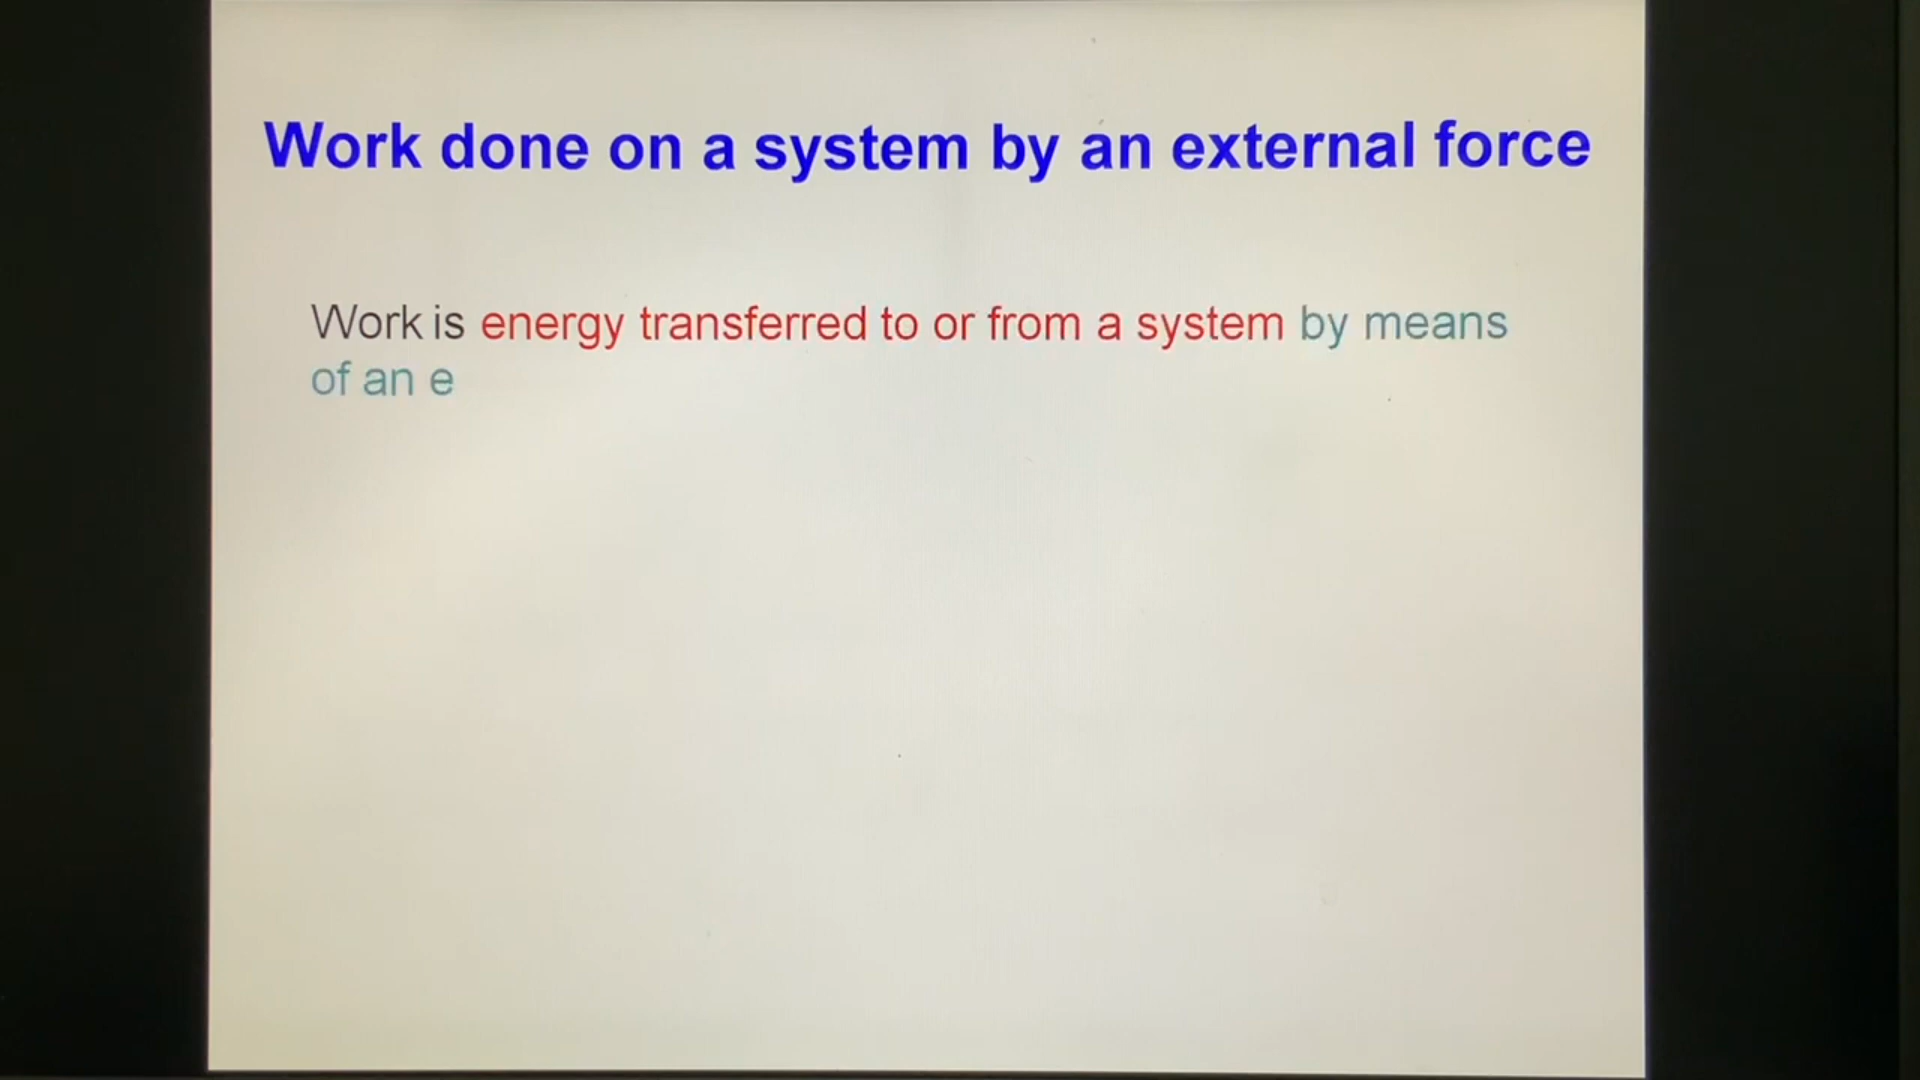 Work done on a system by an external force
Work is energy transferred to or from a system by means
of an e